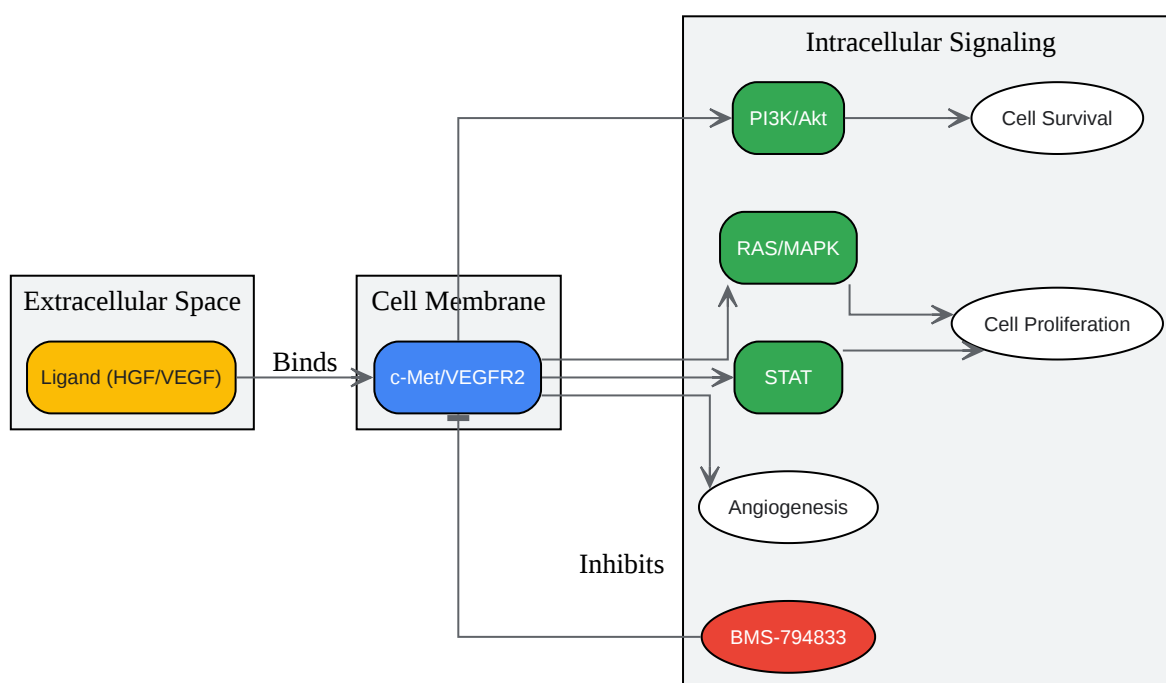 Intracellular Signaling
PI3K/Akt
Cell Survival
RAS/MAPK
Extracellular Space
Cell Membrane
Cell Proliferation
Binds
Ligand (HGF/VEGF)
c-Met/VEGFR2
STAT
Angiogenesis
Inhibits
BMS-794833